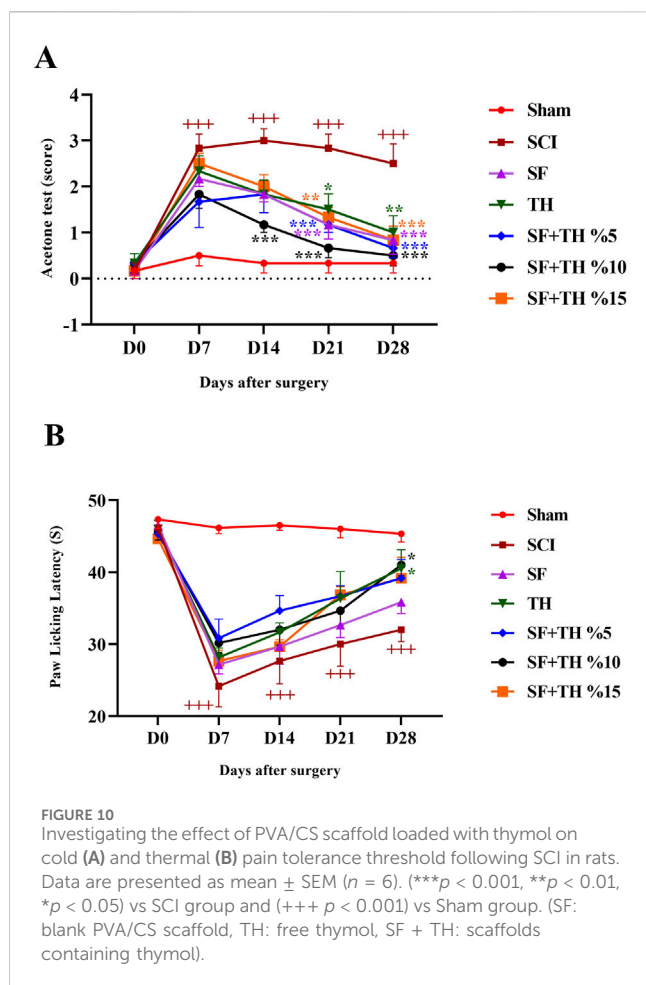 A
Acetone test (score)
4
3
2
1
0
-1
+++ +++ +++ +++
* ** ** *** *** *** *** *** *** *** ***
D0 D7 D14 D21 D28
Days after surgery
Sham
SCI
SF
TH
SF+TH %5
SF+TH %10
SF+TH %15
B
Paw Licking Latency (S)
50
40
30
20
+++ +++ +++ +++
*
*
D0 D7 D14 D21 D28
Days after surgery
Sham
SCI
SF
TH
SF+TH %5
SF+TH %10
SF+TH %15
FIGURE 10
Investigating the effect of PVA/CS scaffold loaded with thymol on
cold (A) and thermal (B) pain tolerance threshold following SCI in rats.
Data are presented as mean ± SEM (n = 6). (***p < 0.001, **p < 0.01,
*p < 0.05) vs SCI group and (+++ p < 0.001) vs Sham group. (SF:
blank PVA/CS scaffold, TH: free thymol, SF + TH: scaffolds
containing thymol).